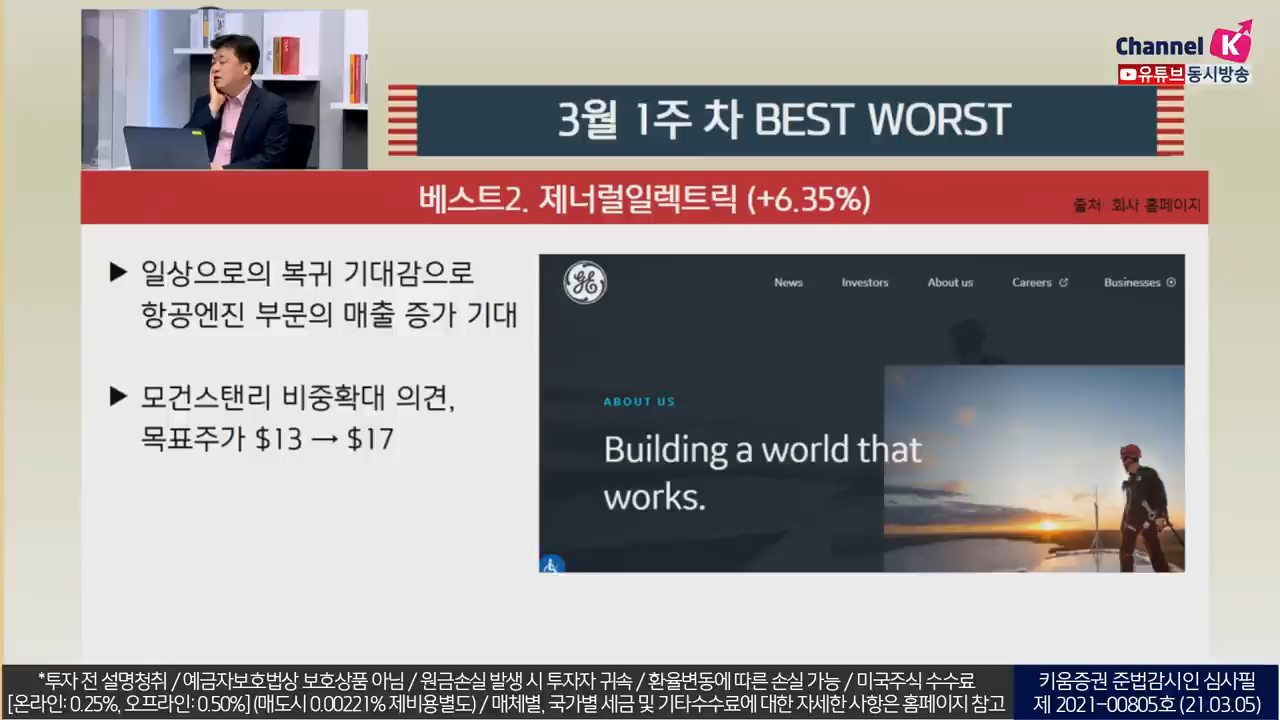 Channel K
유튜브동시방송
3월 1주 차 BEST WORST
베스트2. 제너럴일렉트릭 (+6.35%)
출처: 회사 홈페이지
▶ 일상으로의 복귀 기대감으로
항공엔진 부문의 매출 증가 기대
▶ 모건스탠리 비중확대 의견,
목표주가 $13 → $17
GE
News Investors About us Careers Businesses
ABOUT US
Building a world that
works.
*투자 전 설명청취 / 예금자보호법상 보호상품 아님 / 원금손실 발생 시 투자자 귀속 / 환율변동에 따른 손실 가능 / 미국주식 수수료
[온라인: 0.25%, 오프라인: 0.50%] (매도시 0.00221% 제비용별도) / 매체별, 국가별 세금 및 기타수수료에 대한 자세한 사항은 홈페이지 참고
키움증권 준법감시인 심사필
제 2021-00805호 (21.03.05)